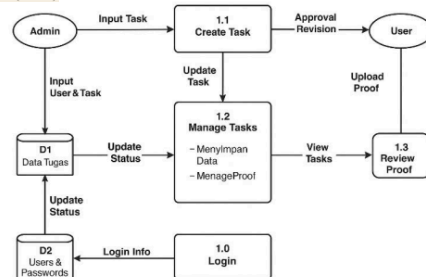 Admin
Input Task
1.1
Create Task
Approval
Revision
User
Input
User & Task
Update
Task
Upload
Proof
D1
Data Tugas
Update
Status
1.2
Manage Tasks
– MenyImpan
Data
– MenageProof
View
Tasks
1.3
Review
Proof
Update
Status
D2
Users &
Passwords
Login Info
1.0
Login